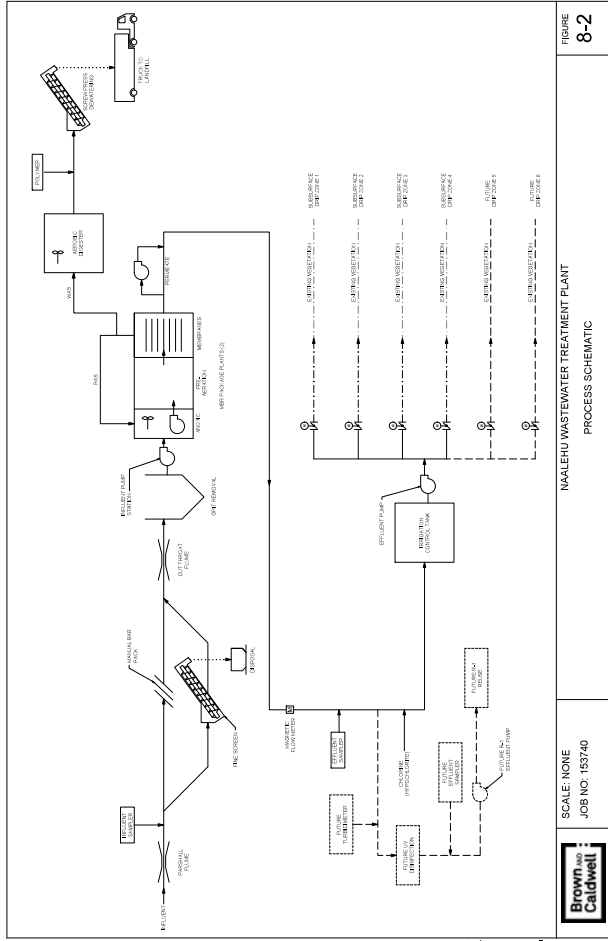 INFLUENT
PARSHALL
FLUME
INFLUENT
SAMPLER
MANUAL BAR
RACK
FINE SCREEN
DISPOSAL
CUTTHROAT
FLUME
GRIT REMOVAL
INFLUENT PUMP
STATION
ANOXIC
PRE-
AERATION
MEMBRANES
MBR PACKAGE PLANTS (2)
RAS
WAS
PERMEATE
AEROBIC
DIGESTER
POLYMER
SCREW PRESS
DEWATERING
TRUCK TO
LANDFILL
MAGNETIC
FLOW METER
M
EFFLUENT
SAMPLER
CHLORINE
(HYPOCHLORITE)
FUTURE
TURBIDIMETER
FUTURE UV
DISINFECTION
FUTURE
EFFLUENT
SAMPLER
FUTURE R-1
EFFLUENT PUMP
FUTURE R-1
REUSE
IRRIGATION
CONTROL TANK
EFFLUENT PUMP
EXISTING VEGETATION
SUBSURFACE
DRIP ZONE 1
EXISTING VEGETATION
SUBSURFACE
DRIP ZONE 2
EXISTING VEGETATION
SUBSURFACE
DRIP ZONE 3
EXISTING VEGETATION
SUBSURFACE
DRIP ZONE 4
EXISTING VEGETATION
FUTURE
DRIP ZONE 5
EXISTING VEGETATION
FUTURE
DRIP ZONE 6
Brown AND
Caldwell
SCALE: NONE
JOB NO: 153740
NAALEHU WASTEWATER TREATMENT PLANT
PROCESS SCHEMATIC
FIGURE
8-2